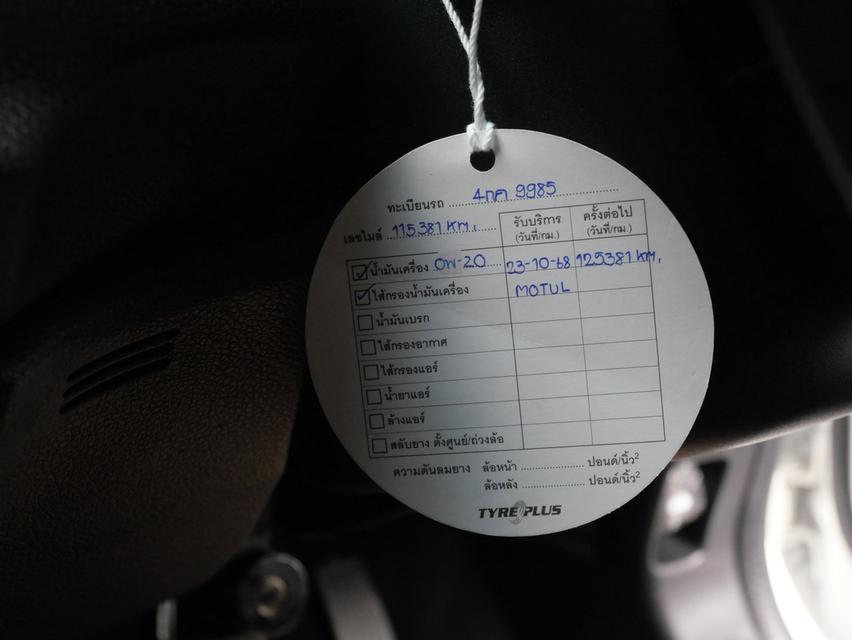 ทะเบียนรถ 4กค 9985
เลขไมล์ 115381 KM. รับบริการ ครั้งต่อไป
(วันที่/กม.) (วันที่/กม.)
น้ำมันเครื่อง 0W-20 23-10-68 125381 KM.
ไส้กรองน้ำมันเครื่อง MOTUL
น้ำมันเบรก
ไส้กรองอากาศ
ไส้กรองแอร์
น้ำยาแอร์
ล้างแอร์
สลับยาง ตั้งศูนย์/ถ่วงล้อ
ความดันลมยาง ล้อหน้า ปอนด์/นิ้ว²
ล้อหลัง ปอนด์/นิ้ว²
TYREPLUS